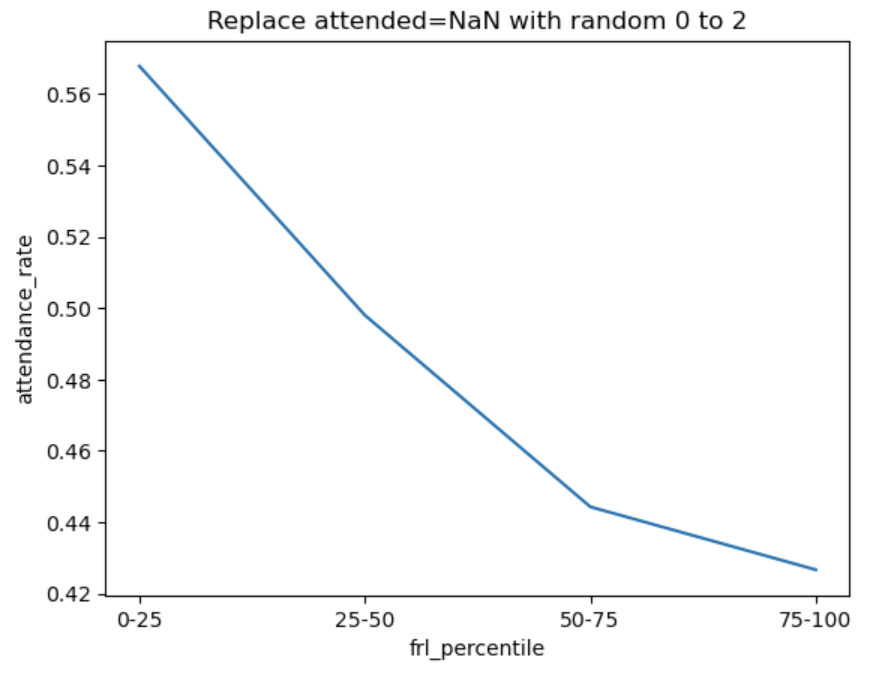 Replace attended=NaN with random 0 to 2
attendance_rate
0.56
0.54
0.52
0.50
0.48
0.46
0.44
0.42
0-25 25-50 50-75 75-100
frl_percentile